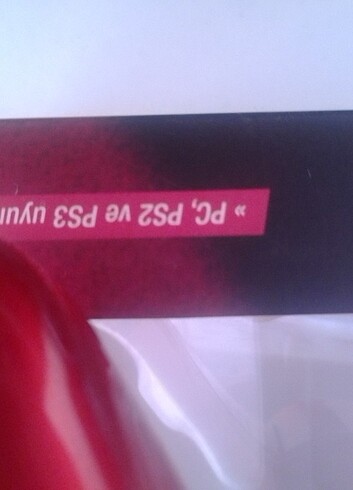 » PC, PS2 ve PS3